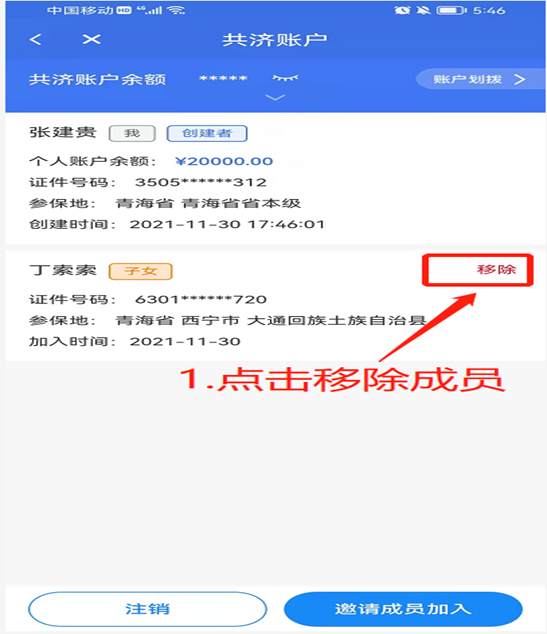 中国移动 HD 4G 5:46
共济账户
共济账户余额 ***** 账户划拨
张建贵 我 创建者
个人账户余额： ¥20000.00
证件号码： 3505******312
参保地： 青海省 青海省省本级
创建时间： 2021-11-30 17:46:01
丁索索 子女 移除
证件号码： 6301******720
参保地： 青海省 西宁市 大通回族土族自治县
加入时间： 2021-11-30
1.点击移除成员
注销 邀请成员加入